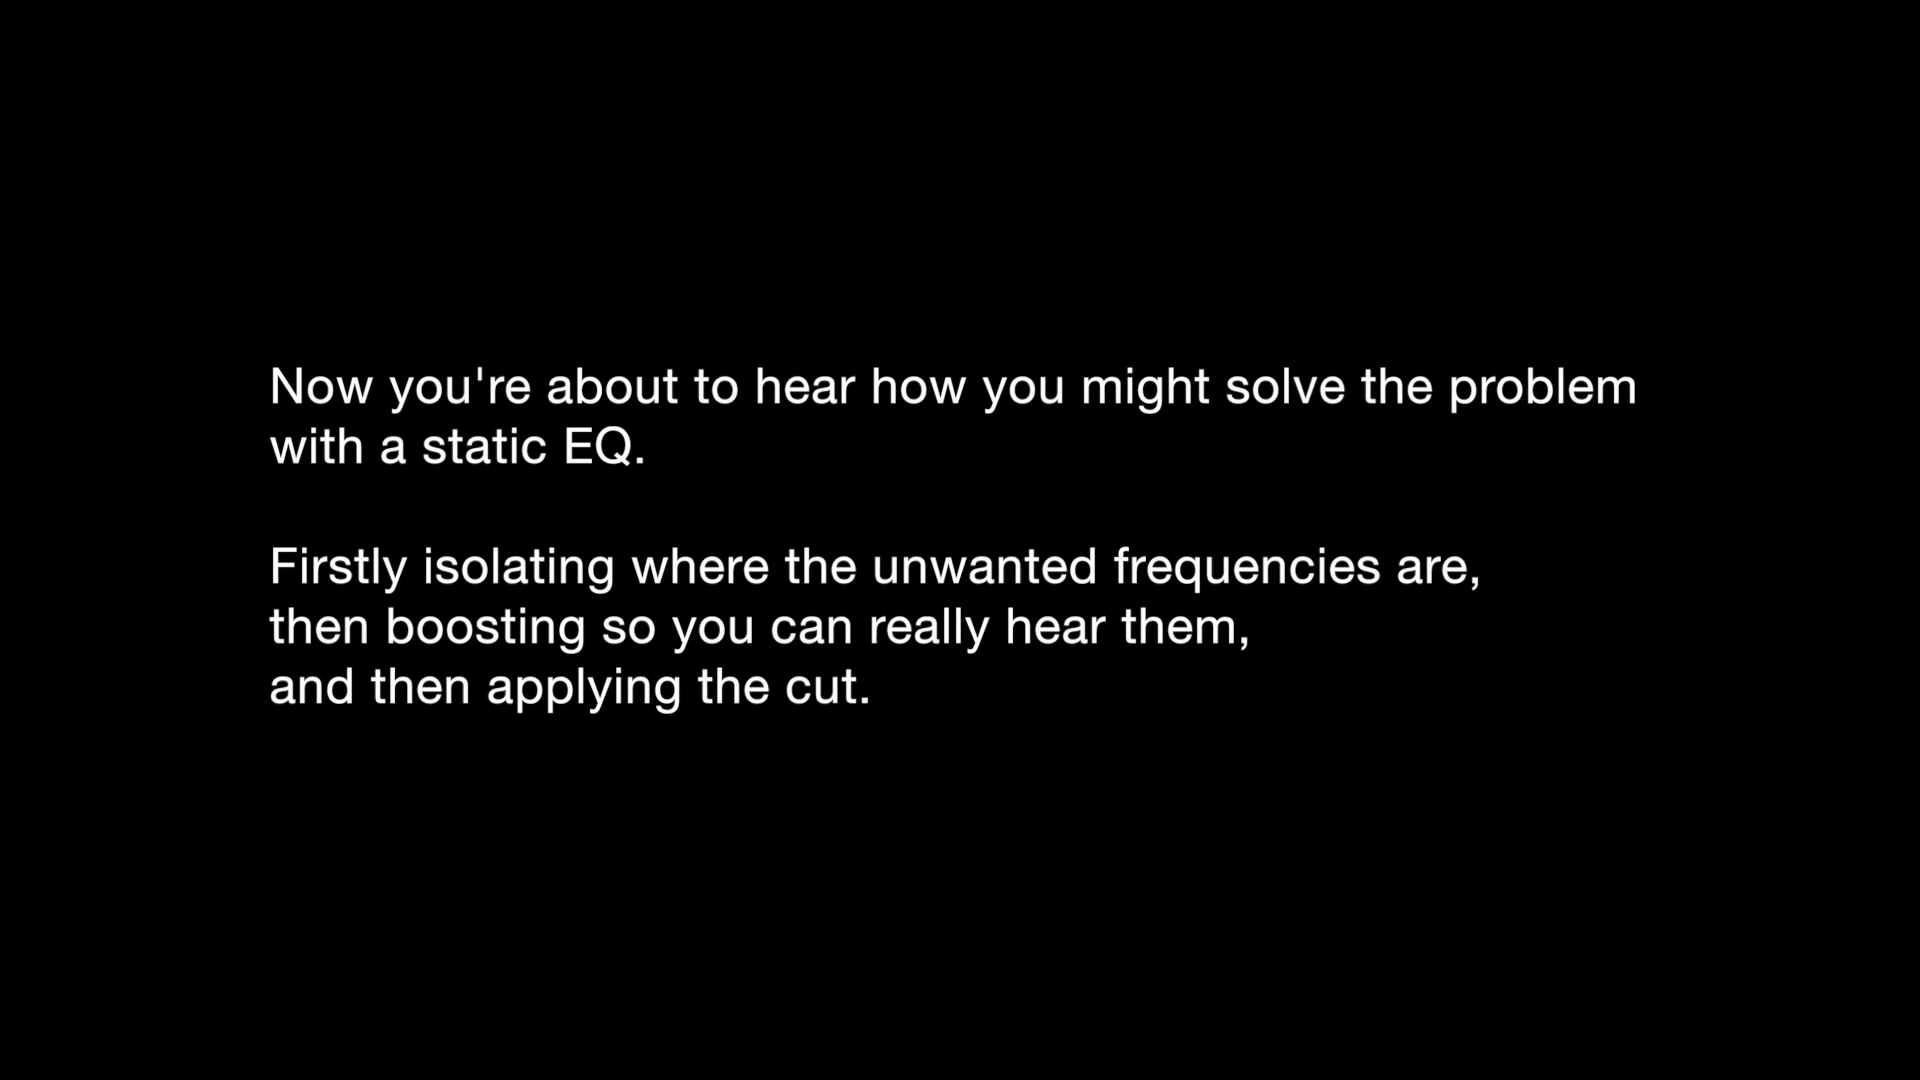 Now you're about to hear how you might solve the problem
with a static EQ.
Firstly isolating where the unwanted frequencies are,
then boosting so you can really hear them,
and then applying the cut.